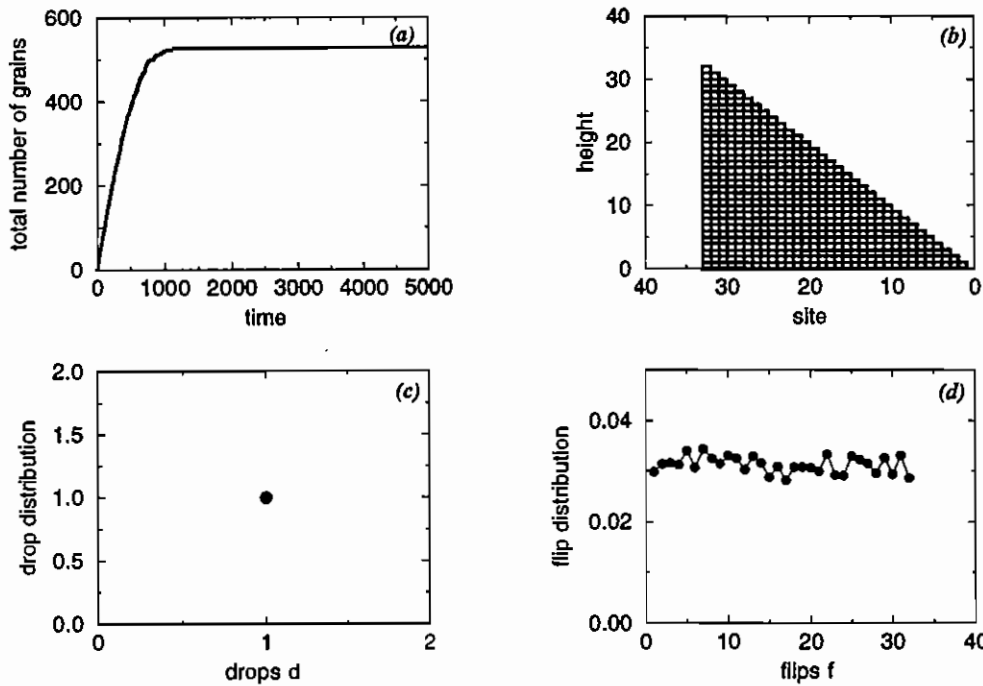 (a)
600
400
200
0
total number of grains
0 1000 2000 3000 4000 5000
time
(b)
40
30
20
10
0
height
40 30 20 10 0
site
(c)
2.0
1.5
1.0
0.5
0.0
drop distribution
0 1 2
drops d
(d)
0.04
0.02
0.00
flip distribution
0 10 20 30 40
flips f